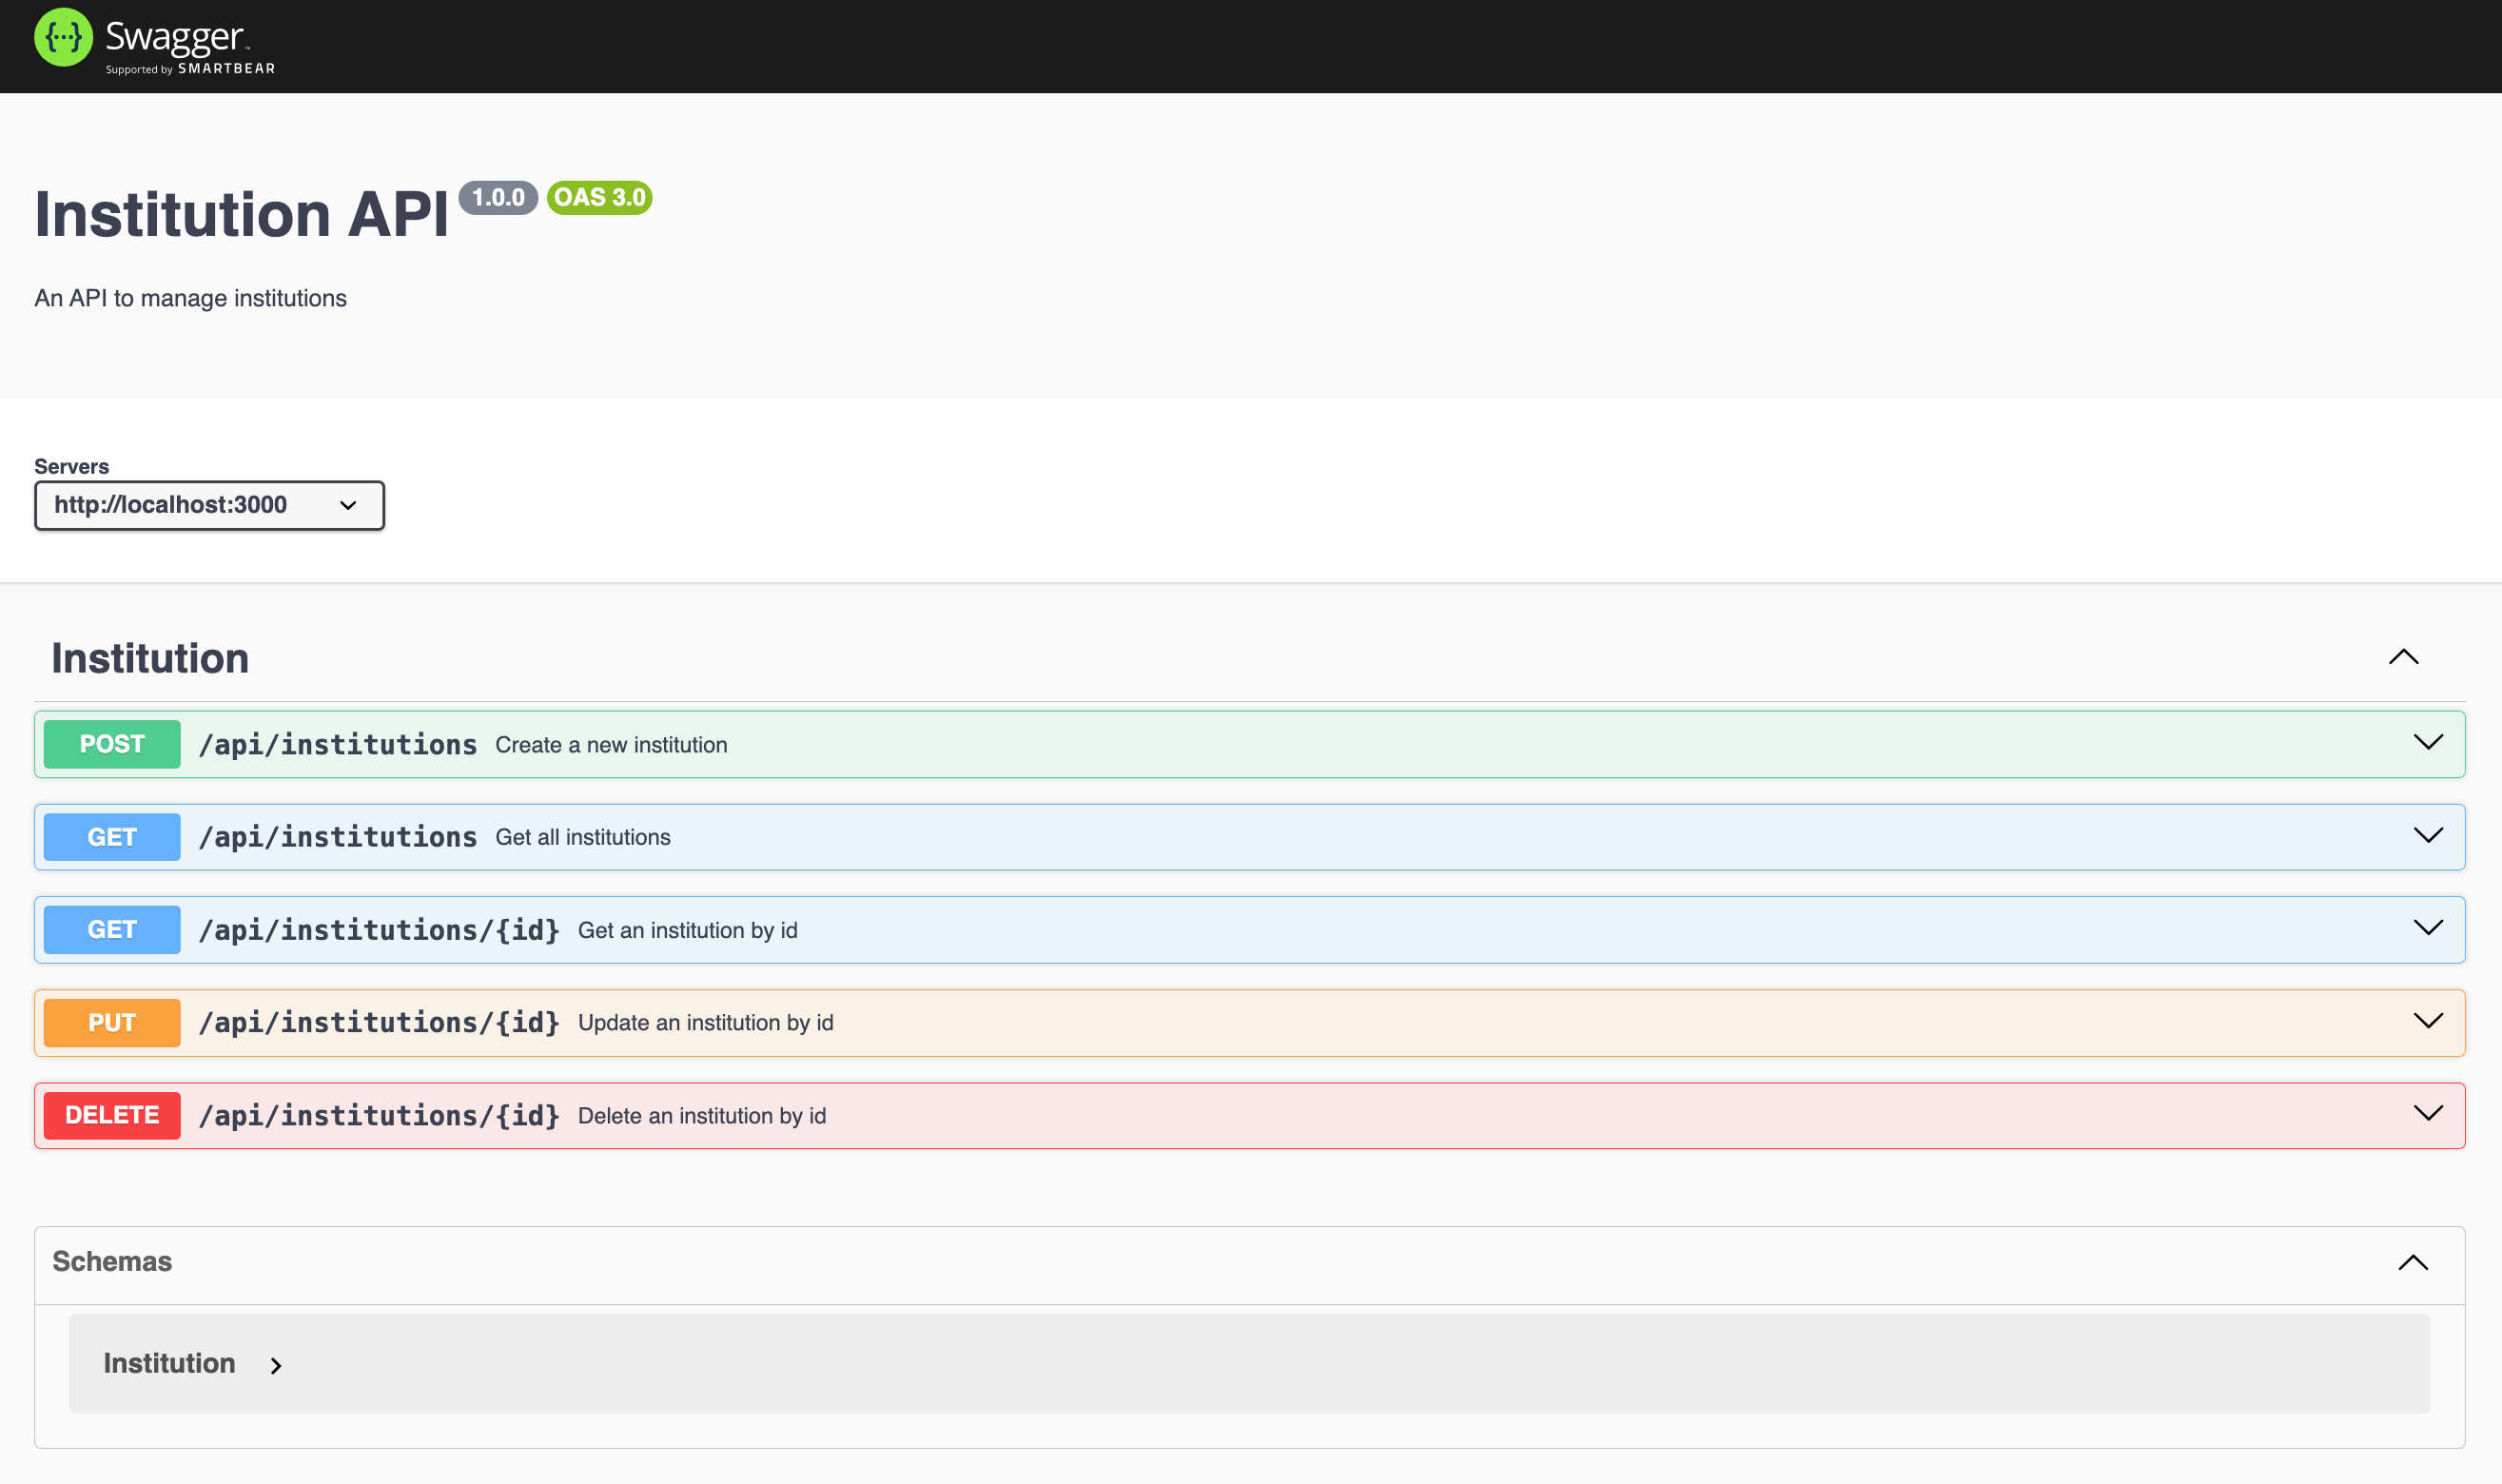 {...} Swagger™
Supported by SMARTBEAR
Institution API 1.0.0 OAS 3.0
An API to manage institutions
Servers
http://localhost:3000
Institution
POST /api/institutions Create a new institution
GET /api/institutions Get all institutions
GET /api/institutions/{id} Get an institution by id
PUT /api/institutions/{id} Update an institution by id
DELETE /api/institutions/{id} Delete an institution by id
Schemas
Institution